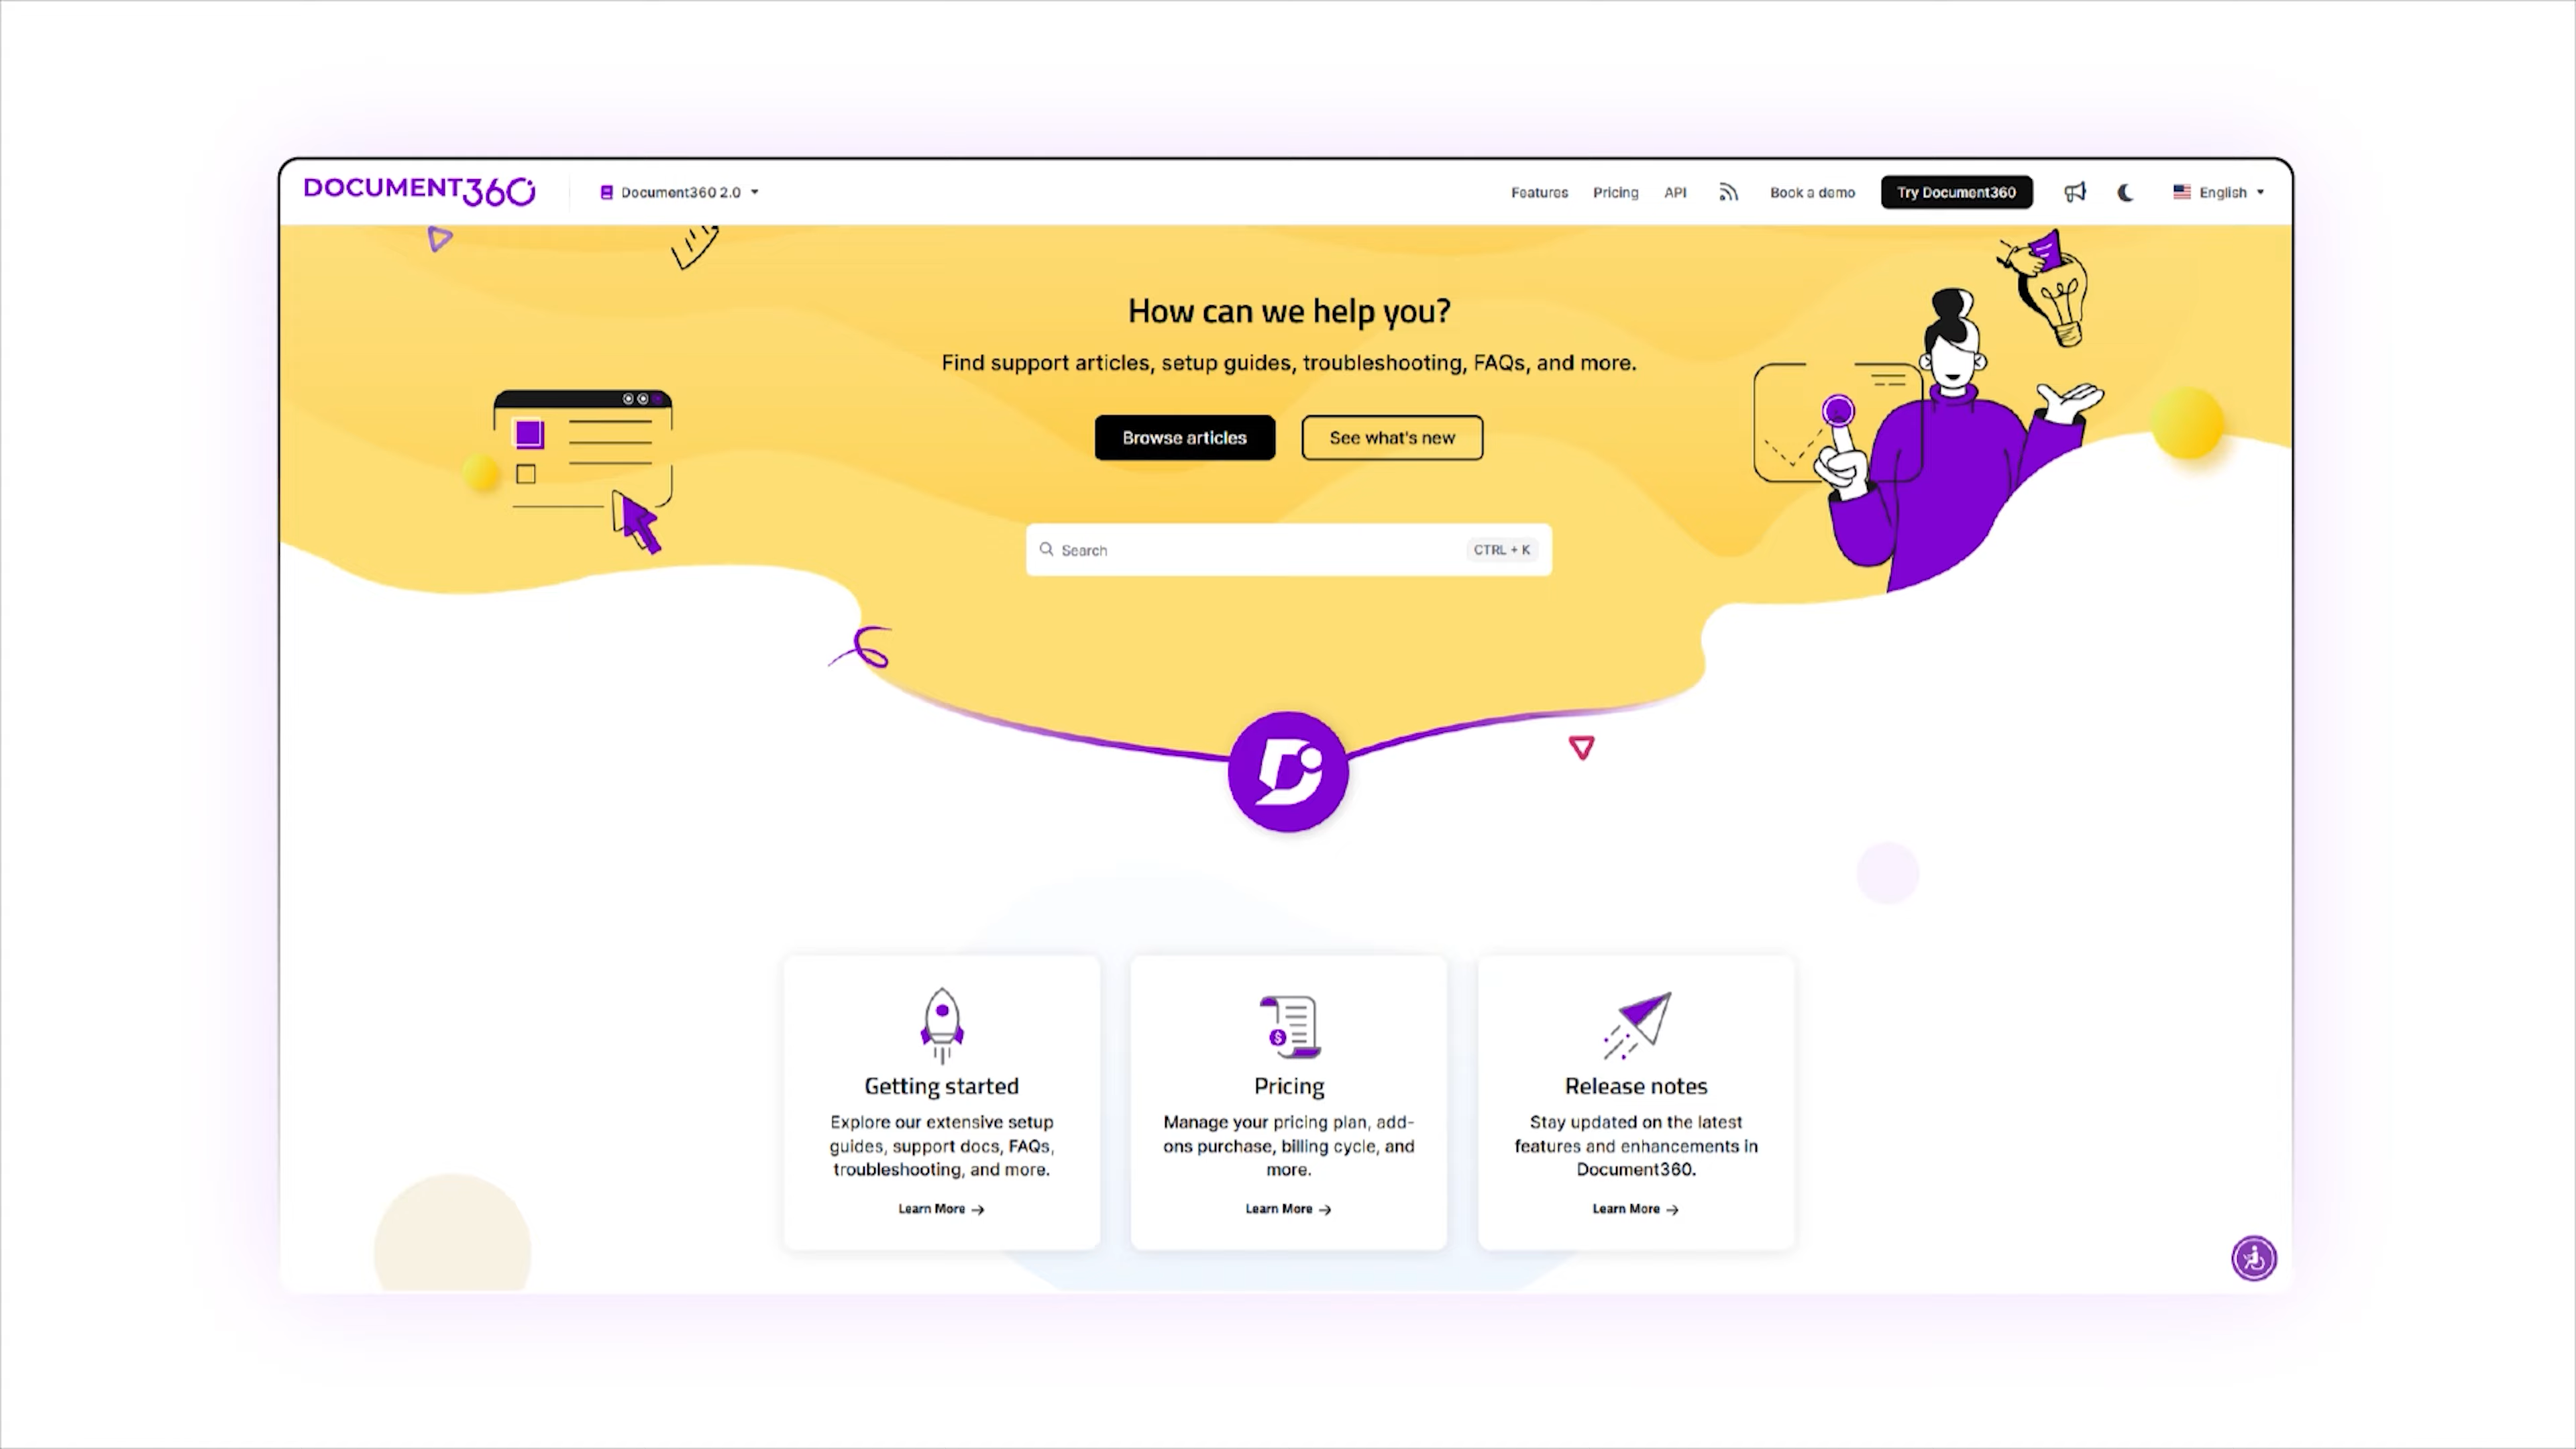 DOCUMENT360
Document360 2.0
Features
Pricing
API
Book a demo
Try Document360
English
How can we help you?
Find support articles, setup guides, troubleshooting, FAQs, and more.
Browse articles
See what's new
Search
CTRL + K
Getting started
Explore our extensive setup
guides, support docs, FAQs,
troubleshooting, and more.
Learn More →
Pricing
Manage your pricing plan, add-
ons purchase, billing cycle, and
more.
Learn More →
Release notes
Stay updated on the latest
features and enhancements in
Document360.
Learn More →